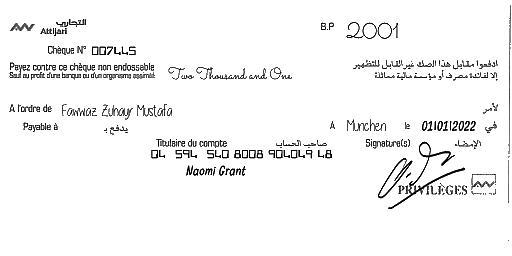 التجاري
Attijari
B.P 2001
Chèque N° 007445
Payez contre ce chèque non endossable
Sauf au profit d'une banque ou d'un organisme assimilé
Two Thousand and One
ادفعوا مقابل هذا الصك غير القابل للتظهير
إلا لفائدة مصرف أو مؤسسة مالية مماثلة
A l'ordre de Fawwaz Zuhayr Mustafa لأمر
Payable à يدفع بـ A Munchen le 01/01/2022 في
Titulaire du compte صاحب الحساب Signature(s) الإمضاء
04 594 540 8008 904049 48
Naomi Grant
PRIVILÈGES